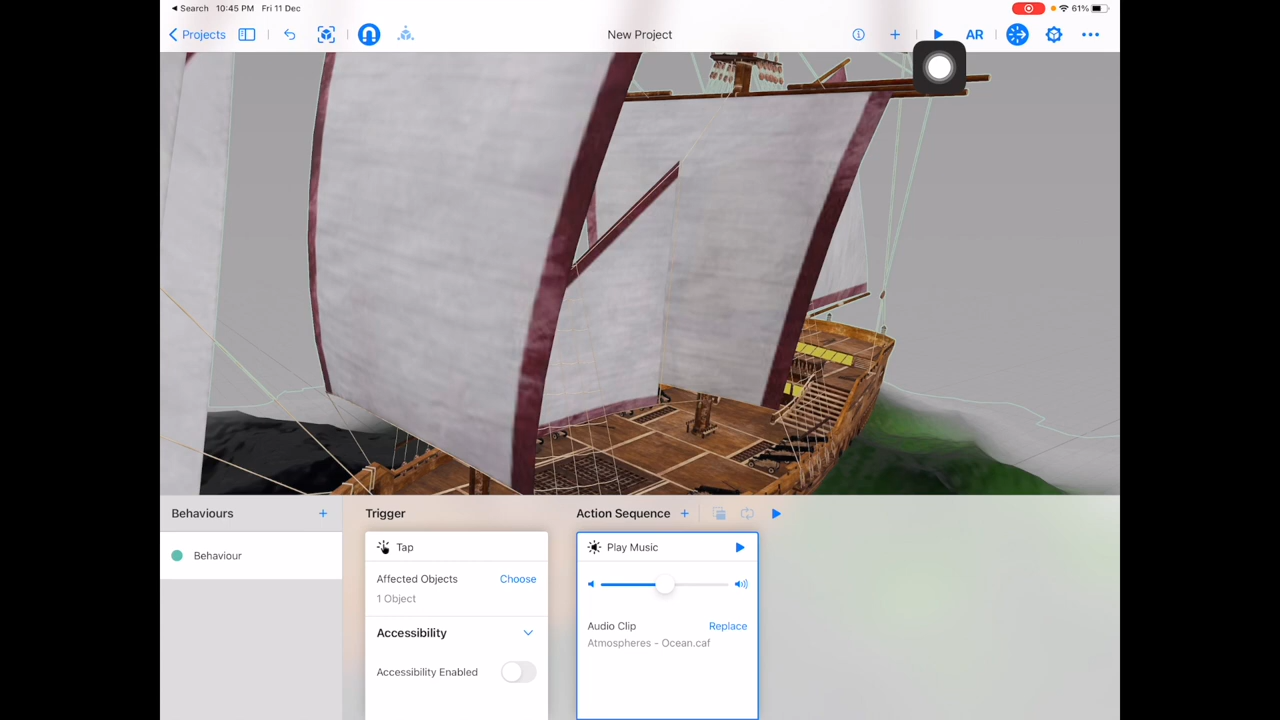 Search 10:45 PM Fri 11 Dec 61%
Projects New Project AR
Behaviours + Trigger Action Sequence +
Behaviour
Tap
Affected Objects Choose
1 Object
Accessibility
Accessibility Enabled
Play Music
Audio Clip Replace
Atmospheres - Ocean.caf